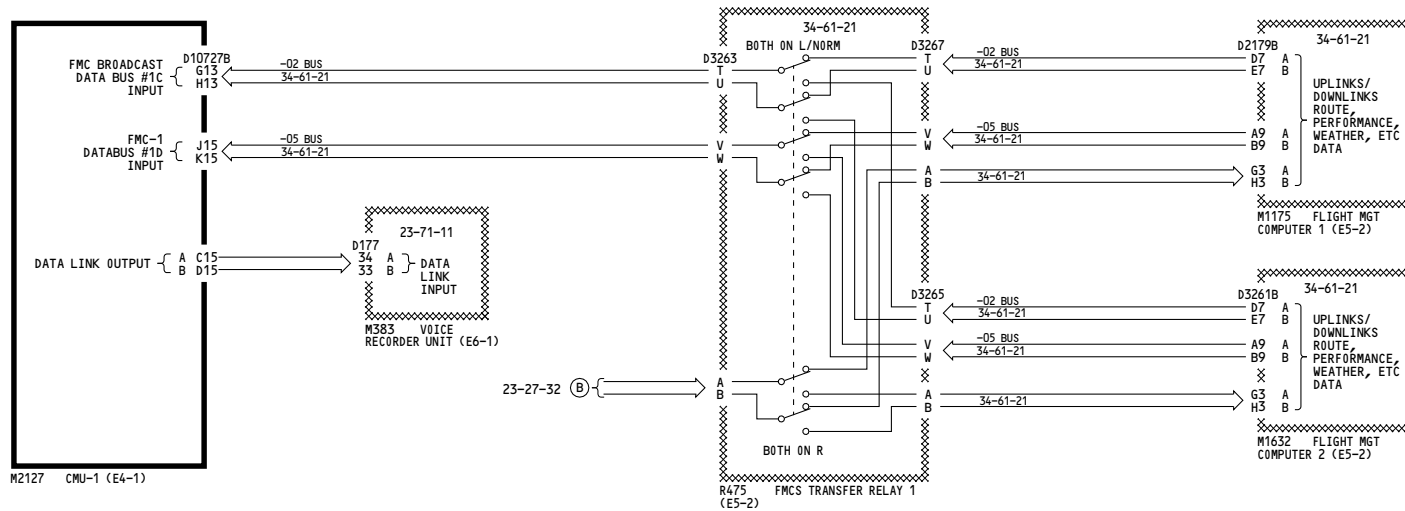 34-61-21
BOTH ON L/NORM
D10727B
D3263
D3267
D2179B
34-61-21
FMC BROADCAST
DATA BUS #1C
INPUT
G13
H13
-02 BUS
34-61-21
T
U
T
U
-02 BUS
34-61-21
D7 A
E7 B
UPLINKS/
DOWNLINKS
ROUTE,
PERFORMANCE,
WEATHER, ETC
DATA
FMC-1
DATABUS #1D
INPUT
J15
K15
-05 BUS
34-61-21
V
W
V
W
-05 BUS
34-61-21
A9 A
B9 B
A
B
34-61-21
G3 A
H3 B
M1175 FLIGHT MGT
COMPUTER 1 (E5-2)
DATA LINK OUTPUT
A C15
B D15
D177
23-71-11
34 A
33 B
DATA
LINK
INPUT
M383 VOICE
RECORDER UNIT (E6-1)
D3265
D3261B
34-61-21
T
U
-02 BUS
34-61-21
D7 A
E7 B
UPLINKS/
DOWNLINKS
ROUTE,
PERFORMANCE,
WEATHER, ETC
DATA
V
W
-05 BUS
34-61-21
A9 A
B9 B
23-27-32 B
A
B
A
B
34-61-21
G3 A
H3 B
BOTH ON R
M1632 FLIGHT MGT
COMPUTER 2 (E5-2)
M2127 CMU-1 (E4-1)
R475 FMCS TRANSFER RELAY 1
(E5-2)